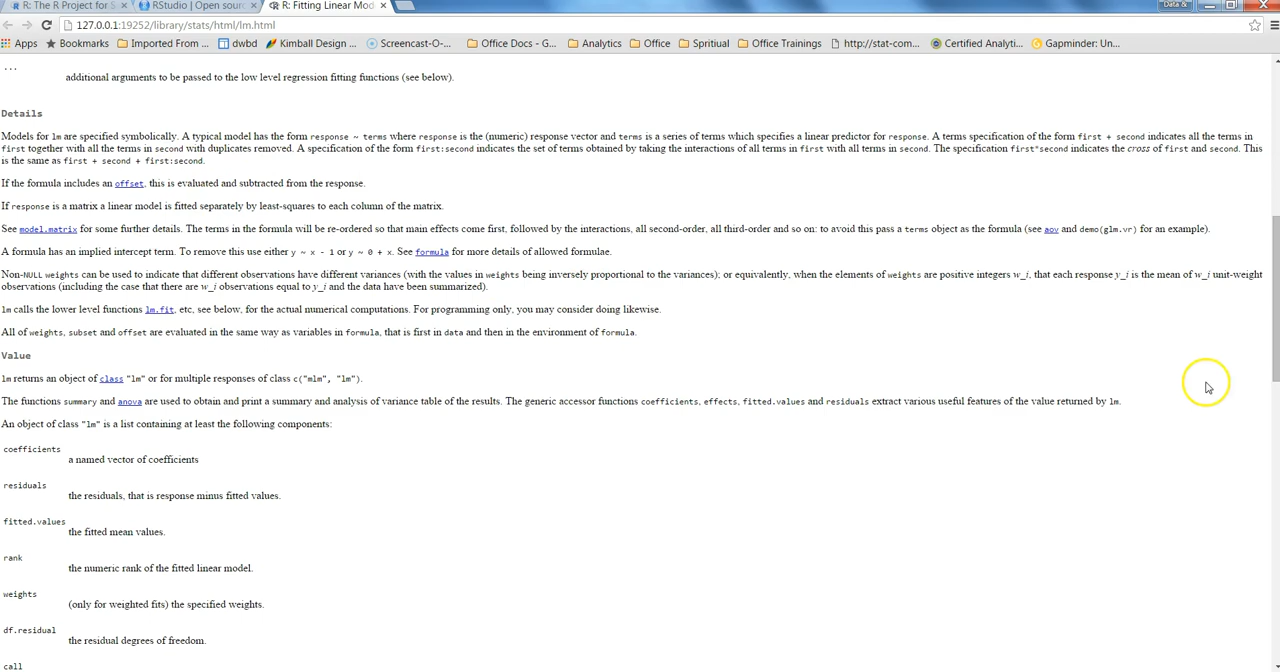 R: The R Project for S
RStudio | Open sour
R: Fitting Linear Mod
Data &
127.0.0.1:19252/library/stats/html/lm.html
Apps Bookmarks Imported From ... dwbd Kimball Design ... Screencast-O-... Office Docs - G... Analytics Office Spritiual Office Trainings http://stat-com... Certified Analyti... Gapminder: Un...
...
additional arguments to be passed to the low level regression fitting functions (see below).
Details
Models for lm are specified symbolically. A typical model has the form response ~ terms where response is the (numeric) response vector and terms is a series of terms which specifies a linear predictor for response. A terms specification of the form first + second indicates all the terms in
first together with all the terms in second with duplicates removed. A specification of the form first:second indicates the set of terms obtained by taking the interactions of all terms in first with all terms in second. The specification first*second indicates the cross of first and second. This
is the same as first + second + first:second.
If the formula includes an offset, this is evaluated and subtracted from the response.
If response is a matrix a linear model is fitted separately by least-squares to each column of the matrix.
See model.matrix for some further details. The terms in the formula will be re-ordered so that main effects come first, followed by the interactions, all second-order, all third-order and so on: to avoid this pass a terms object as the formula (see aov and demo(glm.vr) for an example).
A formula has an implied intercept term. To remove this use either y ~ x - 1 or y ~ 0 + x. See formula for more details of allowed formulae.
Non-NULL weights can be used to indicate that different observations have different variances (with the values in weights being inversely proportional to the variances); or equivalently, when the elements of weights are positive integers w_i, that each response y_i is the mean of w_i unit-weight
observations (including the case that there are w_i observations equal to y_i and the data have been summarized).
lm calls the lower level functions lm.fit, etc, see below, for the actual numerical computations. For programming only, you may consider doing likewise.
All of weights, subset and offset are evaluated in the same way as variables in formula, that is first in data and then in the environment of formula.
Value
lm returns an object of class "lm" or for multiple responses of class c("mlm", "lm").
The functions summary and anova are used to obtain and print a summary and analysis of variance table of the results. The generic accessor functions coefficients, effects, fitted.values and residuals extract various useful features of the value returned by lm.
An object of class "lm" is a list containing at least the following components:
coefficients
a named vector of coefficients
residuals
the residuals, that is response minus fitted values.
fitted.values
the fitted mean values.
rank
the numeric rank of the fitted linear model.
weights
(only for weighted fits) the specified weights.
df.residual
the residual degrees of freedom.
call